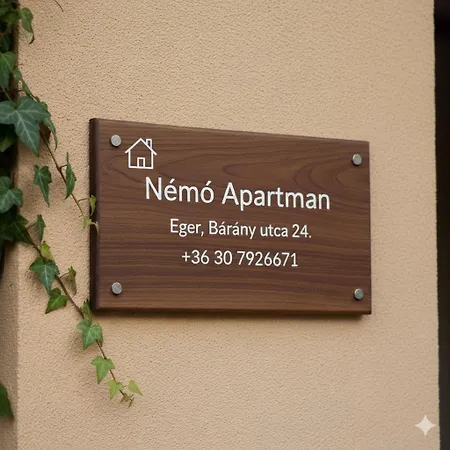 Némó Apartman
Eger, Bárány utca 24.
+36 30 7926671